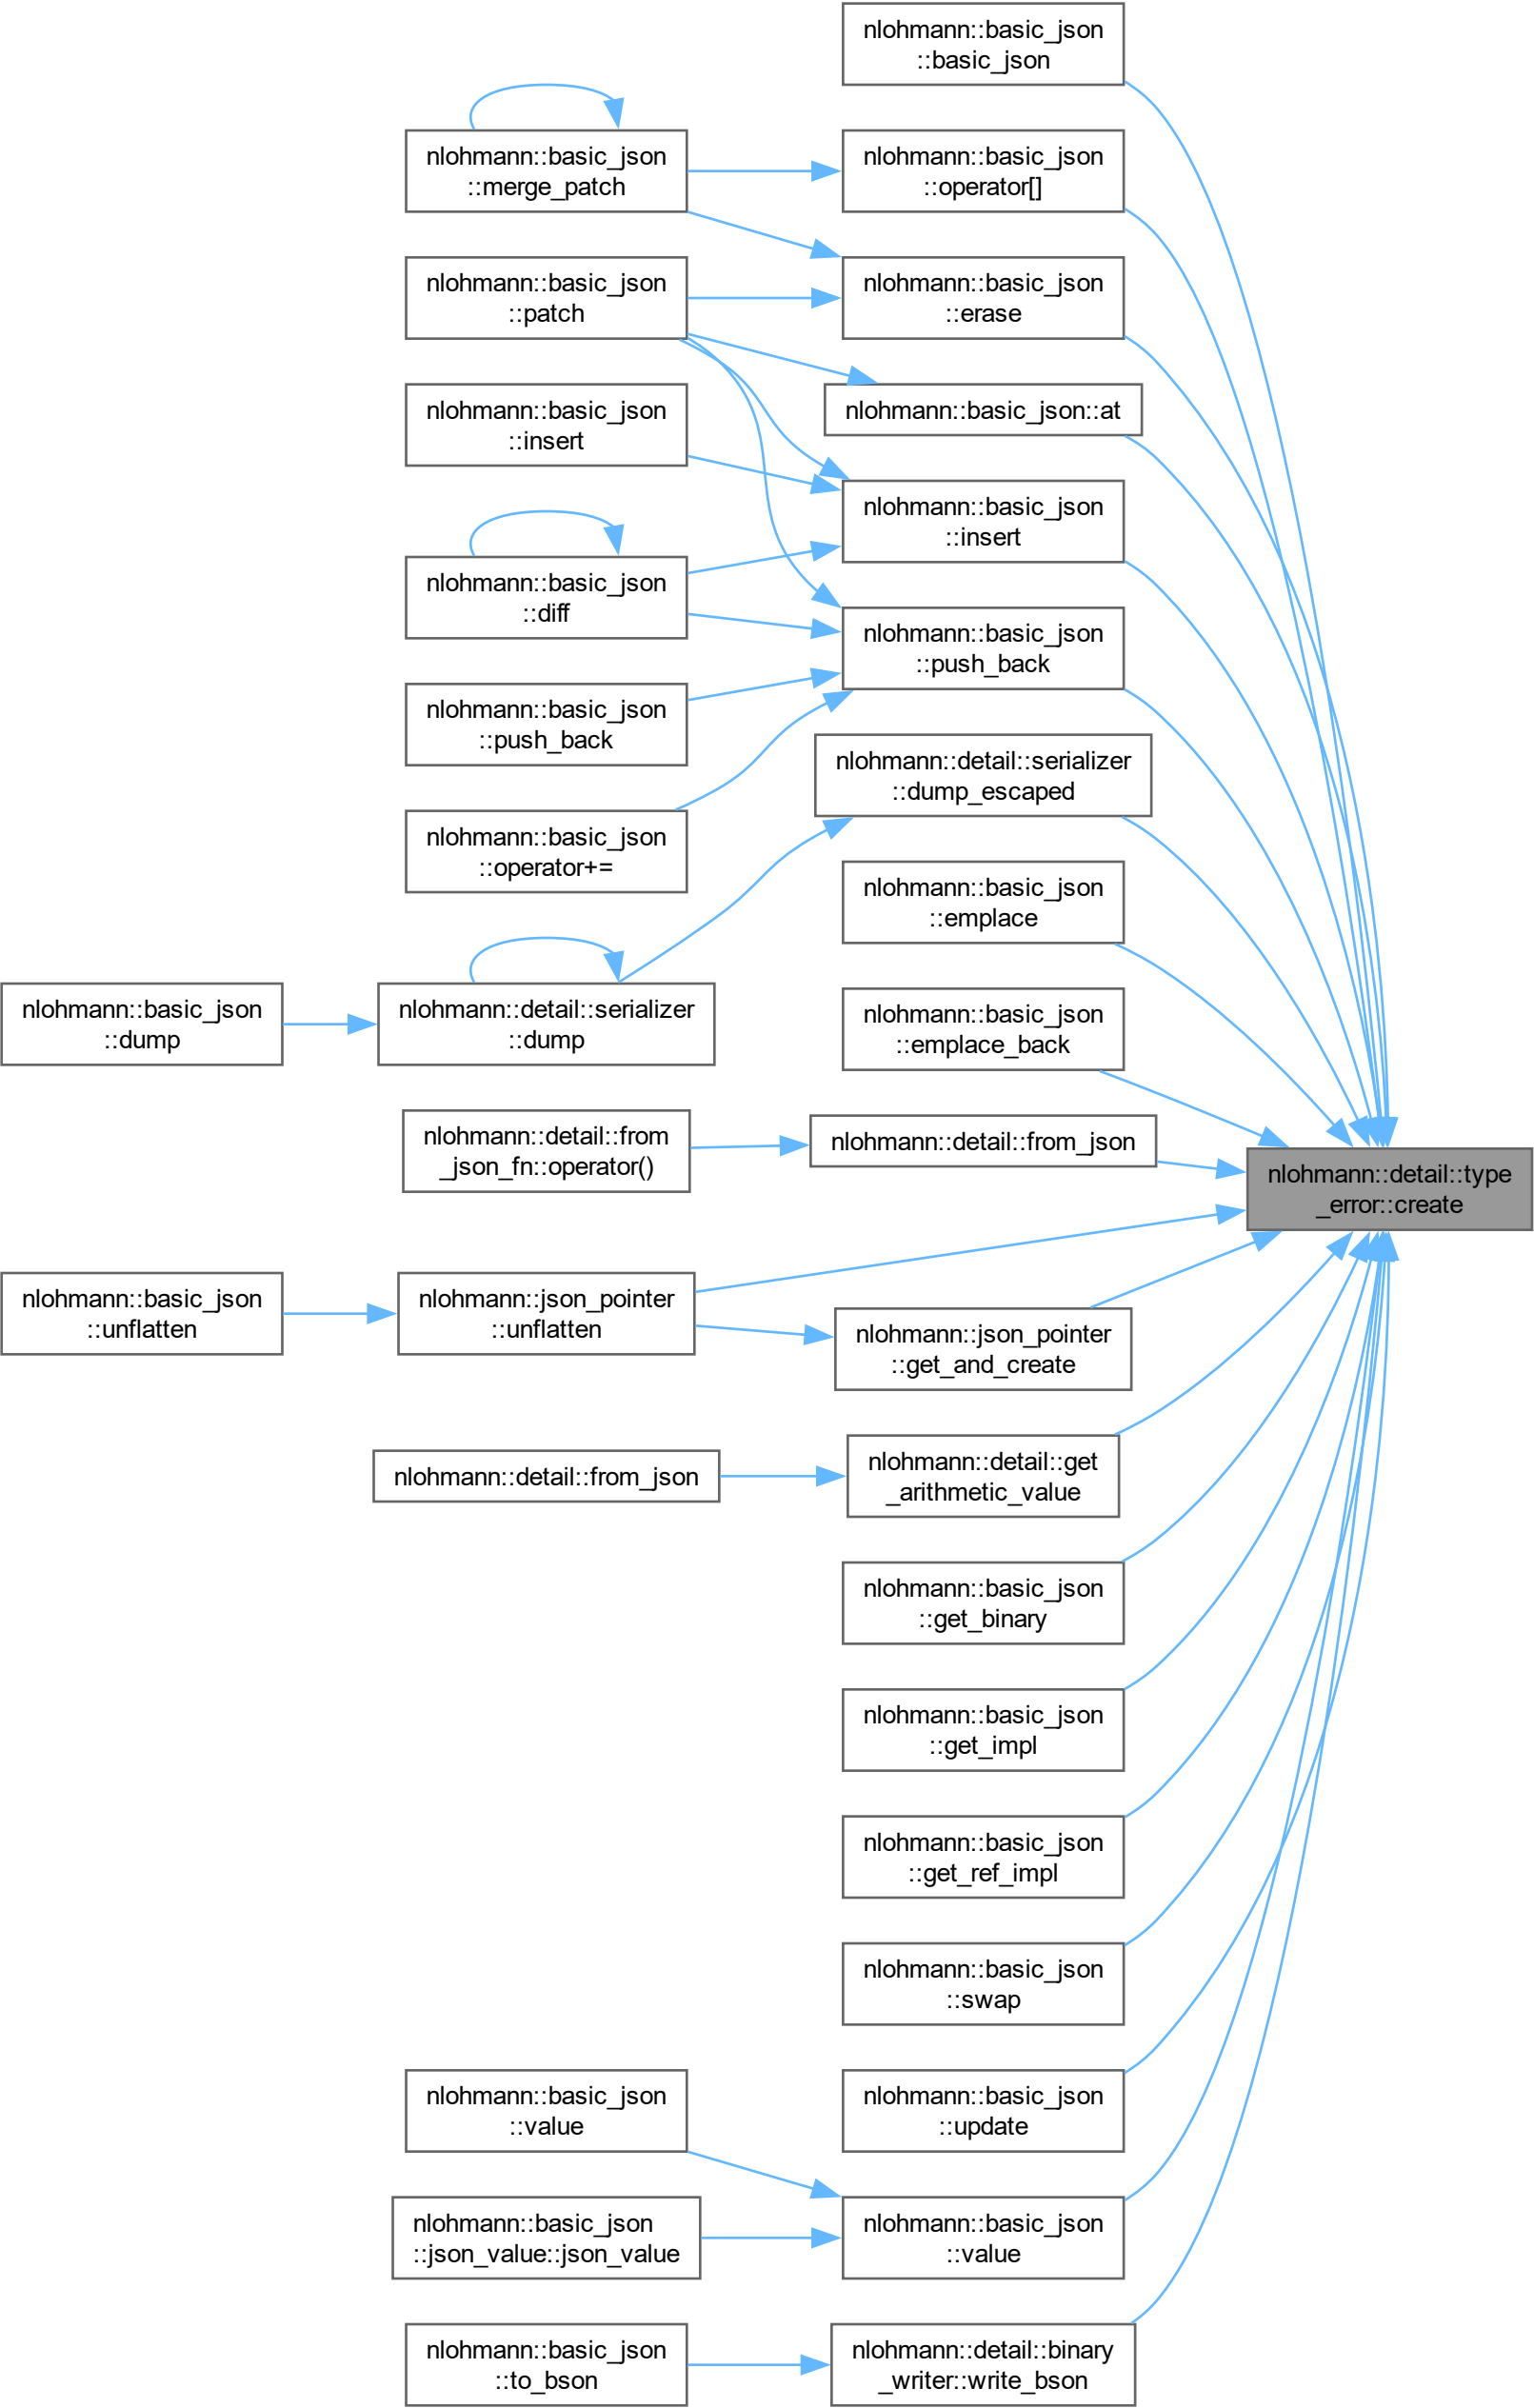 nlohmann::basic_json
::basic_json
nlohmann::basic_json
::merge_patch
nlohmann::basic_json
::operator[]
nlohmann::basic_json
::patch
nlohmann::basic_json
::erase
nlohmann::basic_json::at
nlohmann::basic_json
::insert
nlohmann::basic_json
::insert
nlohmann::basic_json
::diff
nlohmann::basic_json
::push_back
nlohmann::basic_json
::push_back
nlohmann::detail::serializer
::dump_escaped
nlohmann::basic_json
::operator+=
nlohmann::basic_json
::emplace
nlohmann::basic_json
::dump
nlohmann::detail::serializer
::dump
nlohmann::basic_json
::emplace_back
nlohmann::detail::from
_json_fn::operator()
nlohmann::detail::from_json
nlohmann::detail::type
_error::create
nlohmann::basic_json
::unflatten
nlohmann::json_pointer
::unflatten
nlohmann::json_pointer
::get_and_create
nlohmann::detail::from_json
nlohmann::detail::get
_arithmetic_value
nlohmann::basic_json
::get_binary
nlohmann::basic_json
::get_impl
nlohmann::basic_json
::get_ref_impl
nlohmann::basic_json
::swap
nlohmann::basic_json
::value
nlohmann::basic_json
::update
nlohmann::basic_json
::json_value::json_value
nlohmann::basic_json
::value
nlohmann::basic_json
::to_bson
nlohmann::detail::binary
_writer::write_bson